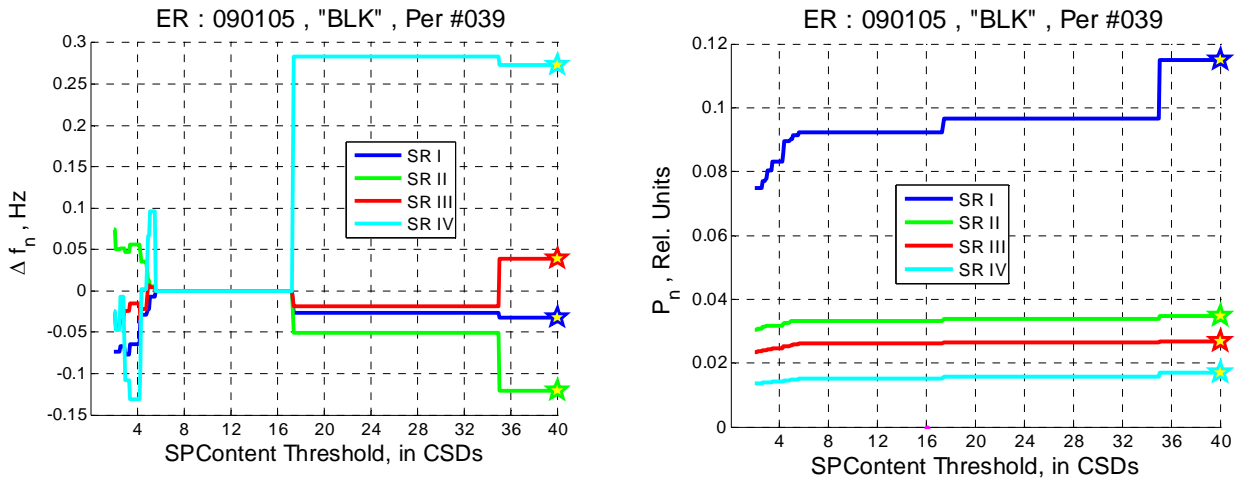 ER : 090105 , "BLK" , Per #039
0.3
0.25
0.2
0.15
0.1
0.05
0
-0.05
-0.1
-0.15
Δ f_n , Hz
SR I
SR II
SR III
SR IV
4 8 12 16 20 24 28 32 36 40
SPContent Threshold, in CSDs
ER : 090105 , "BLK" , Per #039
0.12
0.1
0.08
0.06
0.04
0.02
0
P_n , Rel. Units
SR I
SR II
SR III
SR IV
4 8 12 16 20 24 28 32 36 40
SPContent Threshold, in CSDs